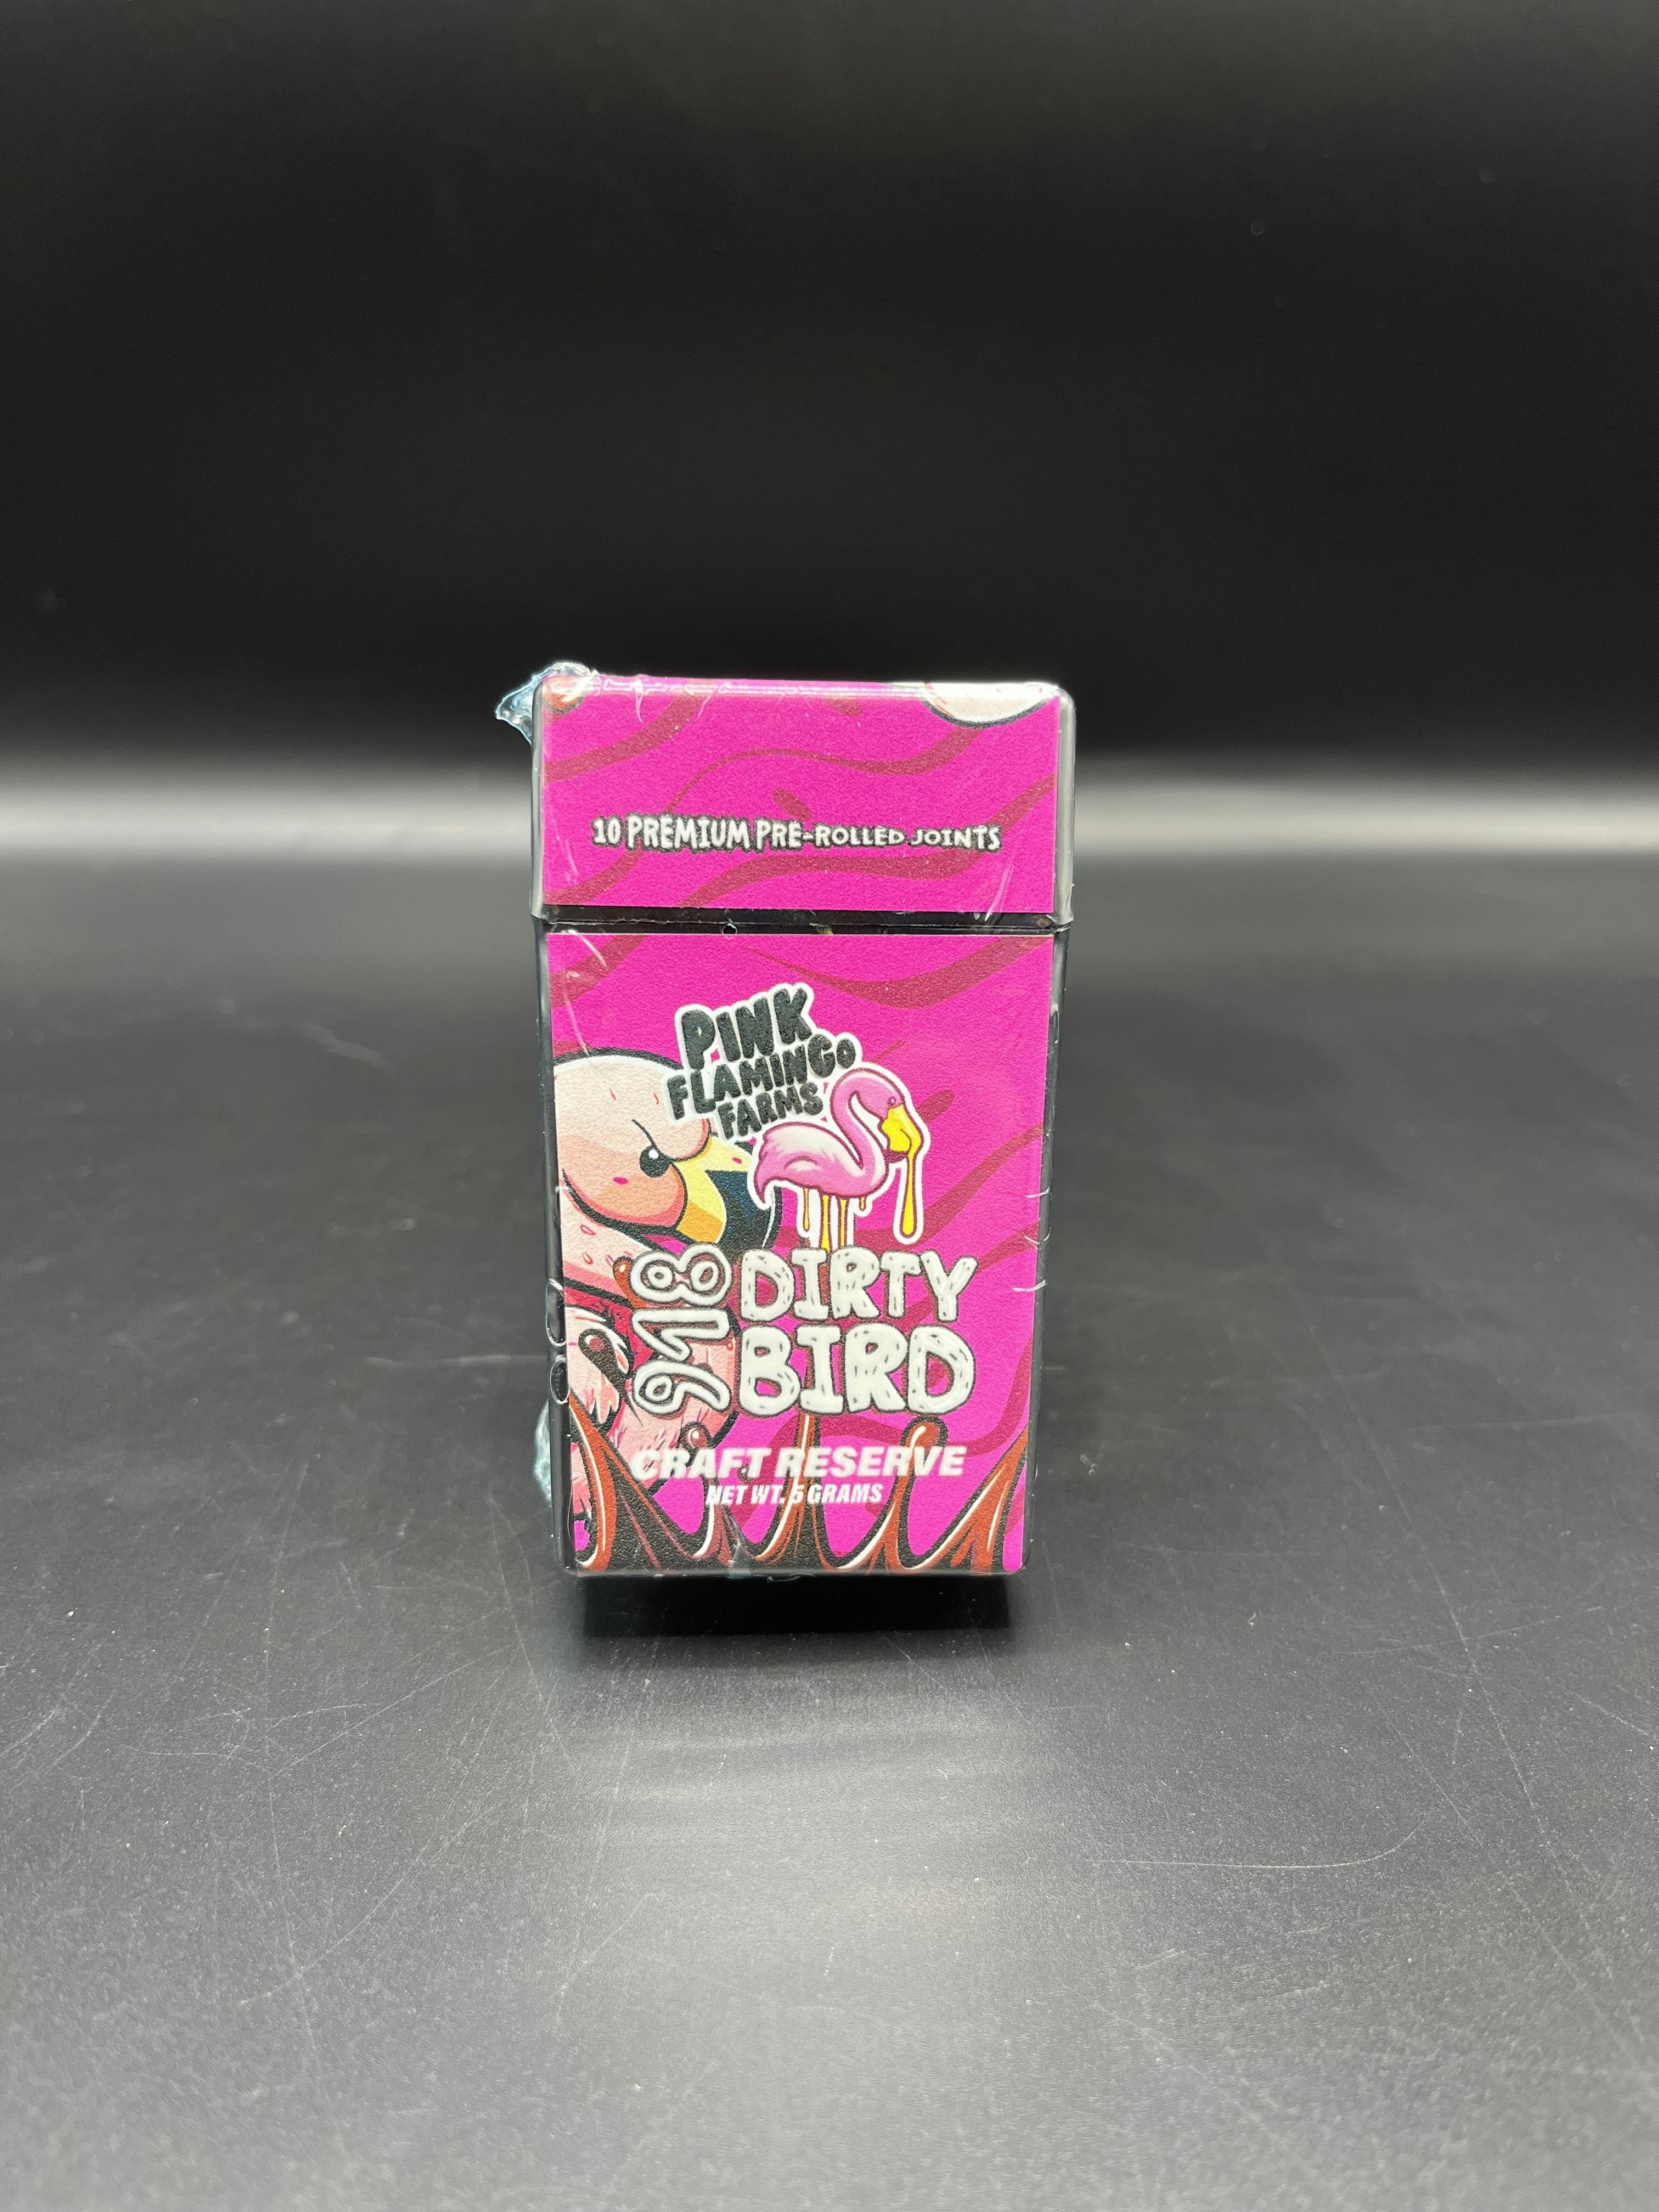 10 PREMIUM PRE-ROLLED JOINTS
PINK
FLAMINGO
FARMS
918
DIRTY
BIRD
CRAFT RESERVE
NET WT. 5 GRAMS